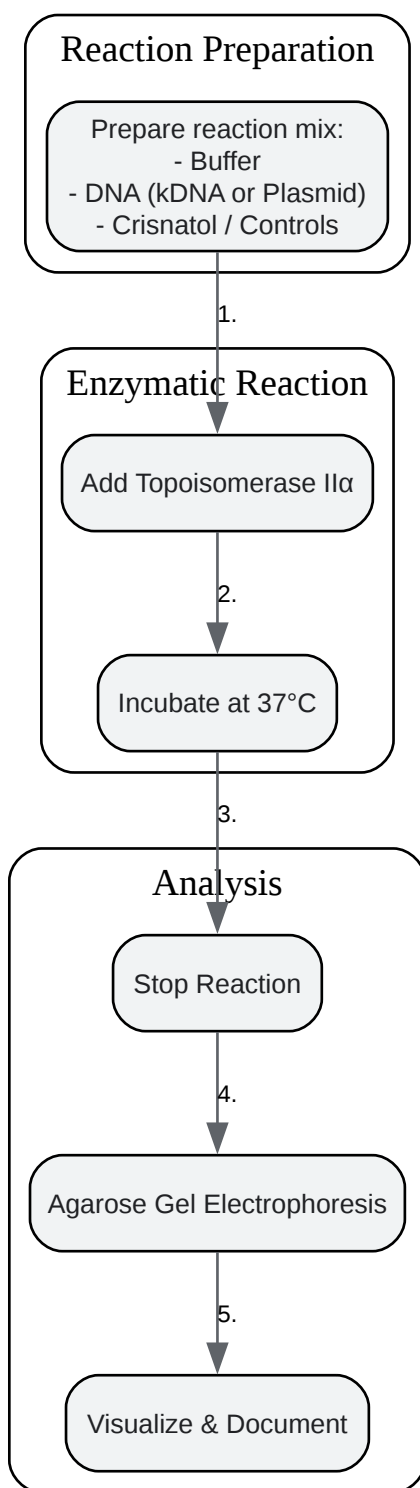 Reaction Preparation
Prepare reaction mix:
- Buffer
- DNA (kDNA or Plasmid)
- Crisnatol / Controls
1.
Enzymatic Reaction
Add Topoisomerase IIα
2.
Incubate at 37°C
3.
Analysis
Stop Reaction
4.
Agarose Gel Electrophoresis
5.
Visualize & Document